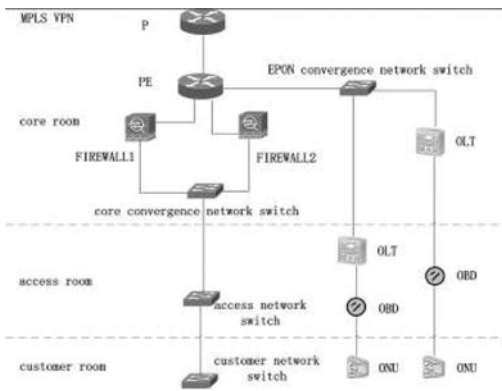 MPLS VPN
P
EPON convergence network switch
PE
core room
OLT
FIREWALL1
FIREWALL2
core convergence network switch
OLT
OBD
access room
access network
switch
OBD
customer network
switch
customer room
ONU
ONU